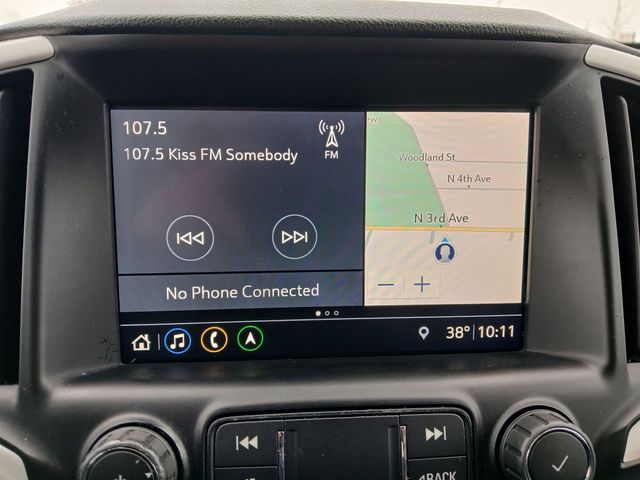 107.5
FM
107.5 Kiss FM Somebody
ew
Woodland St
N 4th Ave
N 3rd Ave
No Phone Connected
38° 10:11
BACK